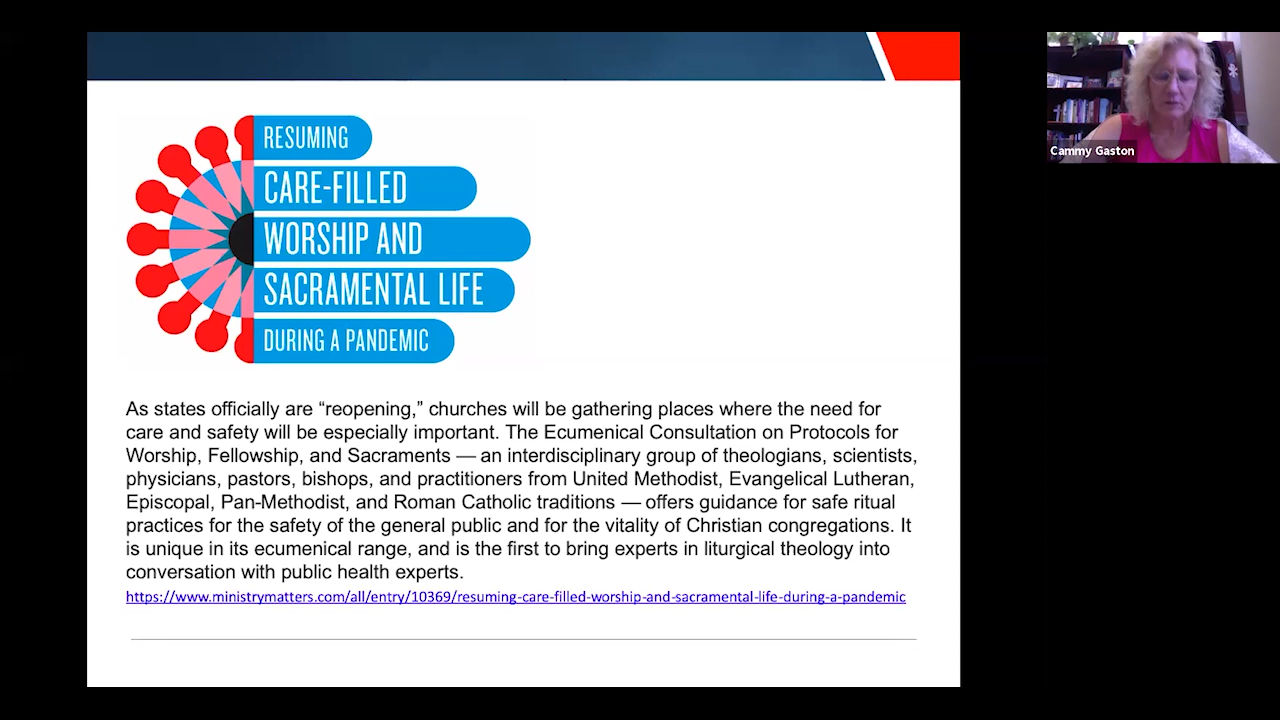 RESUMING
CARE-FILLED
WORSHIP AND
SACRAMENTAL LIFE
DURING A PANDEMIC
As states officially are “reopening,” churches will be gathering places where the need for
care and safety will be especially important. The Ecumenical Consultation on Protocols for
Worship, Fellowship, and Sacraments — an interdisciplinary group of theologians, scientists,
physicians, pastors, bishops, and practitioners from United Methodist, Evangelical Lutheran,
Episcopal, Pan-Methodist, and Roman Catholic traditions — offers guidance for safe ritual
practices for the safety of the general public and for the vitality of Christian congregations. It
is unique in its ecumenical range, and is the first to bring experts in liturgical theology into
conversation with public health experts.
https://www.ministrymatters.com/all/entry/10369/resuming-care-filled-worship-and-sacramental-life-during-a-pandemic
Cammy Gaston